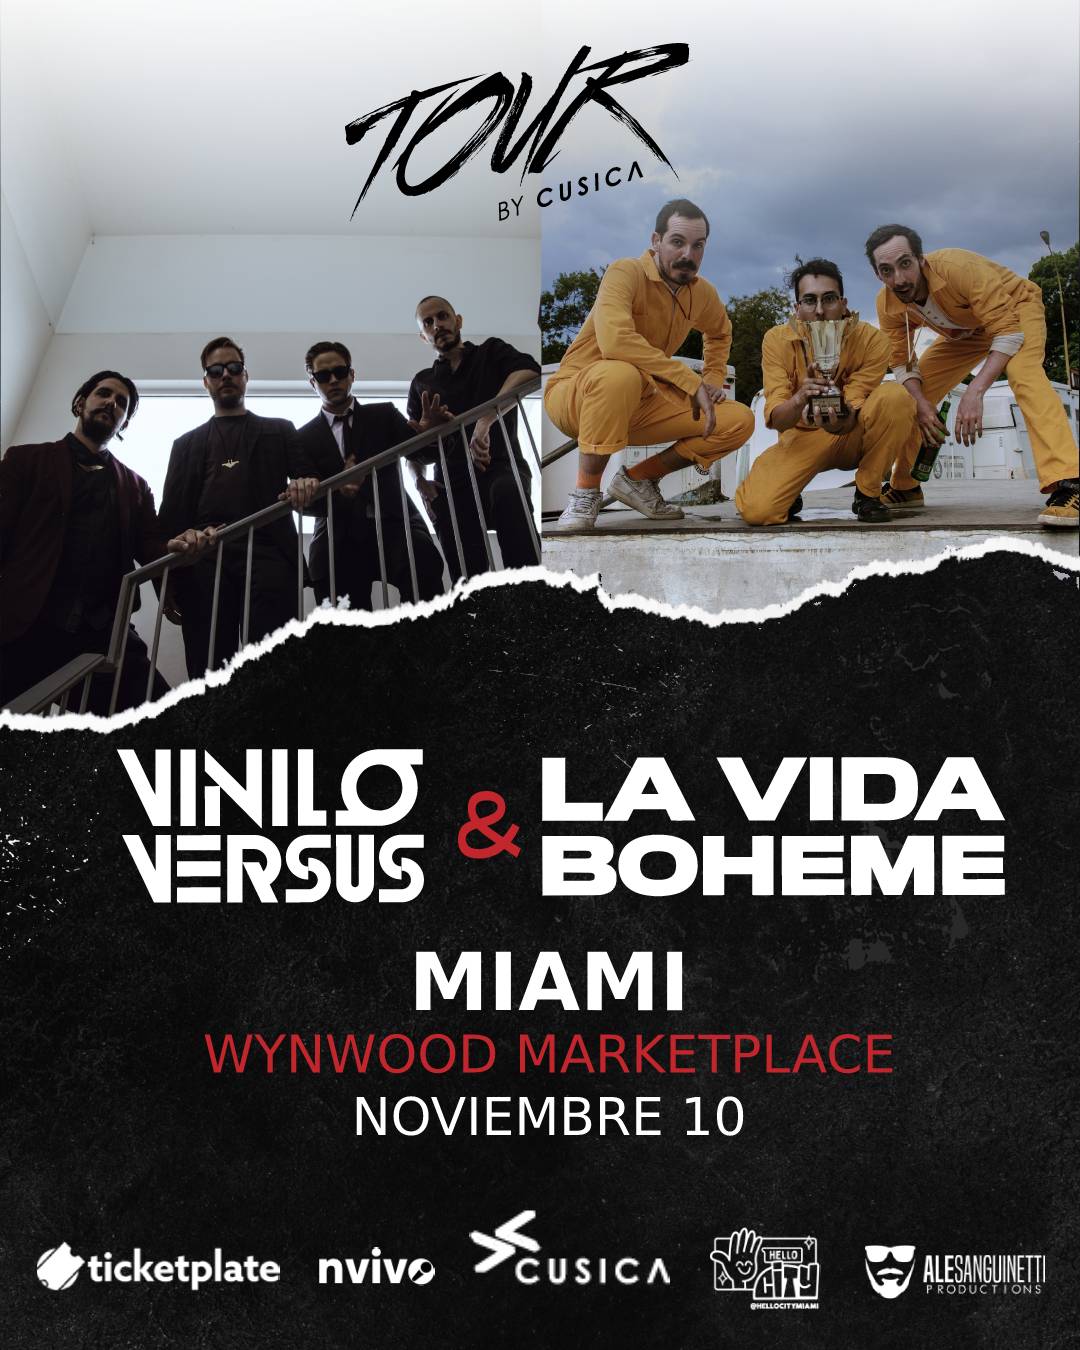 TOUR
BY CUSICA
VINILO
VERSUS
&
LA VIDA
BOHEME
MIAMI
WYNWOOD MARKETPLACE
NOVIEMBRE 10
ticketplate
nvivo
CUSICA
HELLO
CITY
@HELLOCITYMIAMI
ALESANGUINETTI
PRODUCTIONS